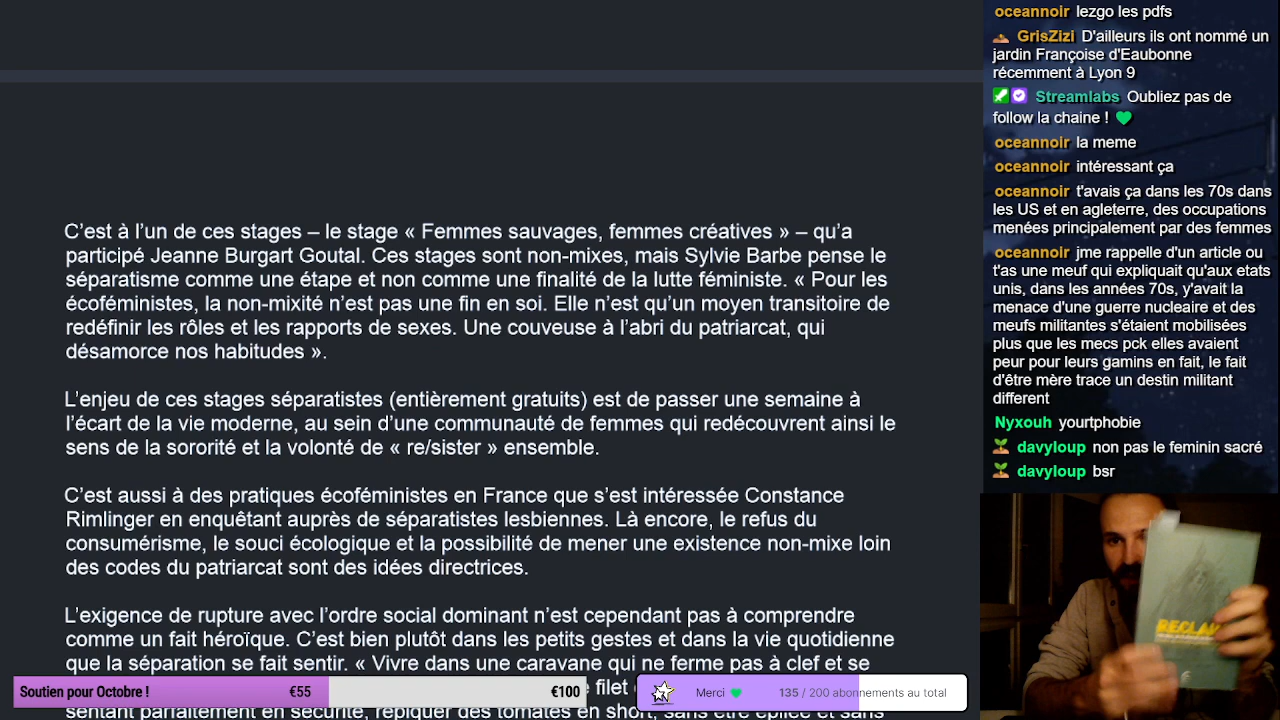 C’est à l’un de ces stages – le stage « Femmes sauvages, femmes créatives » – qu’a
participé Jeanne Burgart Goutal. Ces stages sont non-mixes, mais Sylvie Barbe pense le
séparatisme comme une étape et non comme une finalité de la lutte féministe. « Pour les
écoféministes, la non-mixité n’est pas une fin en soi. Elle n’est qu’un moyen transitoire de
redéfinir les rôles et les rapports de sexes. Une couveuse à l’abri du patriarcat, qui
désamorce nos habitudes ».
L’enjeu de ces stages séparatistes (entièrement gratuits) est de passer une semaine à
l’écart de la vie moderne, au sein d’une communauté de femmes qui redécouvrent ainsi le
sens de la sororité et la volonté de « re/sister » ensemble.
C’est aussi à des pratiques écoféministes en France que s’est intéressée Constance
Rimlinger en enquêtant auprès de séparatistes lesbiennes. Là encore, le refus du
consumérisme, le souci écologique et la possibilité de mener une existence non-mixe loin
des codes du patriarcat sont des idées directrices.
L’exigence de rupture avec l’ordre social dominant n’est cependant pas à comprendre
comme un fait héroïque. C’est bien plutôt dans les petits gestes et dans la vie quotidienne
que la séparation se fait sentir. « Vivre dans une caravane qui ne ferme pas à clef et se
filet
sentant parfaitement en sécurité, repiquer des tomates en short, sans être épilée et sans
Soutien pour Octobre ! €55 €100
Merci 135 / 200 abonnements au total
oceannoir lezgo les pdfs
GrisZizi D'ailleurs ils ont nommé un
jardin Françoise d'Eaubonne
récemment à Lyon 9
Streamlabs Oubliez pas de
follow la chaine !
oceannoir la meme
oceannoir intéressant ça
oceannoir t'avais ça dans les 70s dans
les US et en agleterre, des occupations
menées principalement par des femmes
oceannoir jme rappelle d'un article ou
t'as une meuf qui expliquait qu'aux etats
unis, dans les années 70s, y'avait la
menace d'une guerre nucleaire et des
meufs militantes s'étaient mobilisées
plus que les mecs pck elles avaient
peur pour leurs gamins en fait, le fait
d'être mère trace un destin militant
different
Nyxouh yourtphobie
davyloup non pas le feminin sacré
davyloup bsr